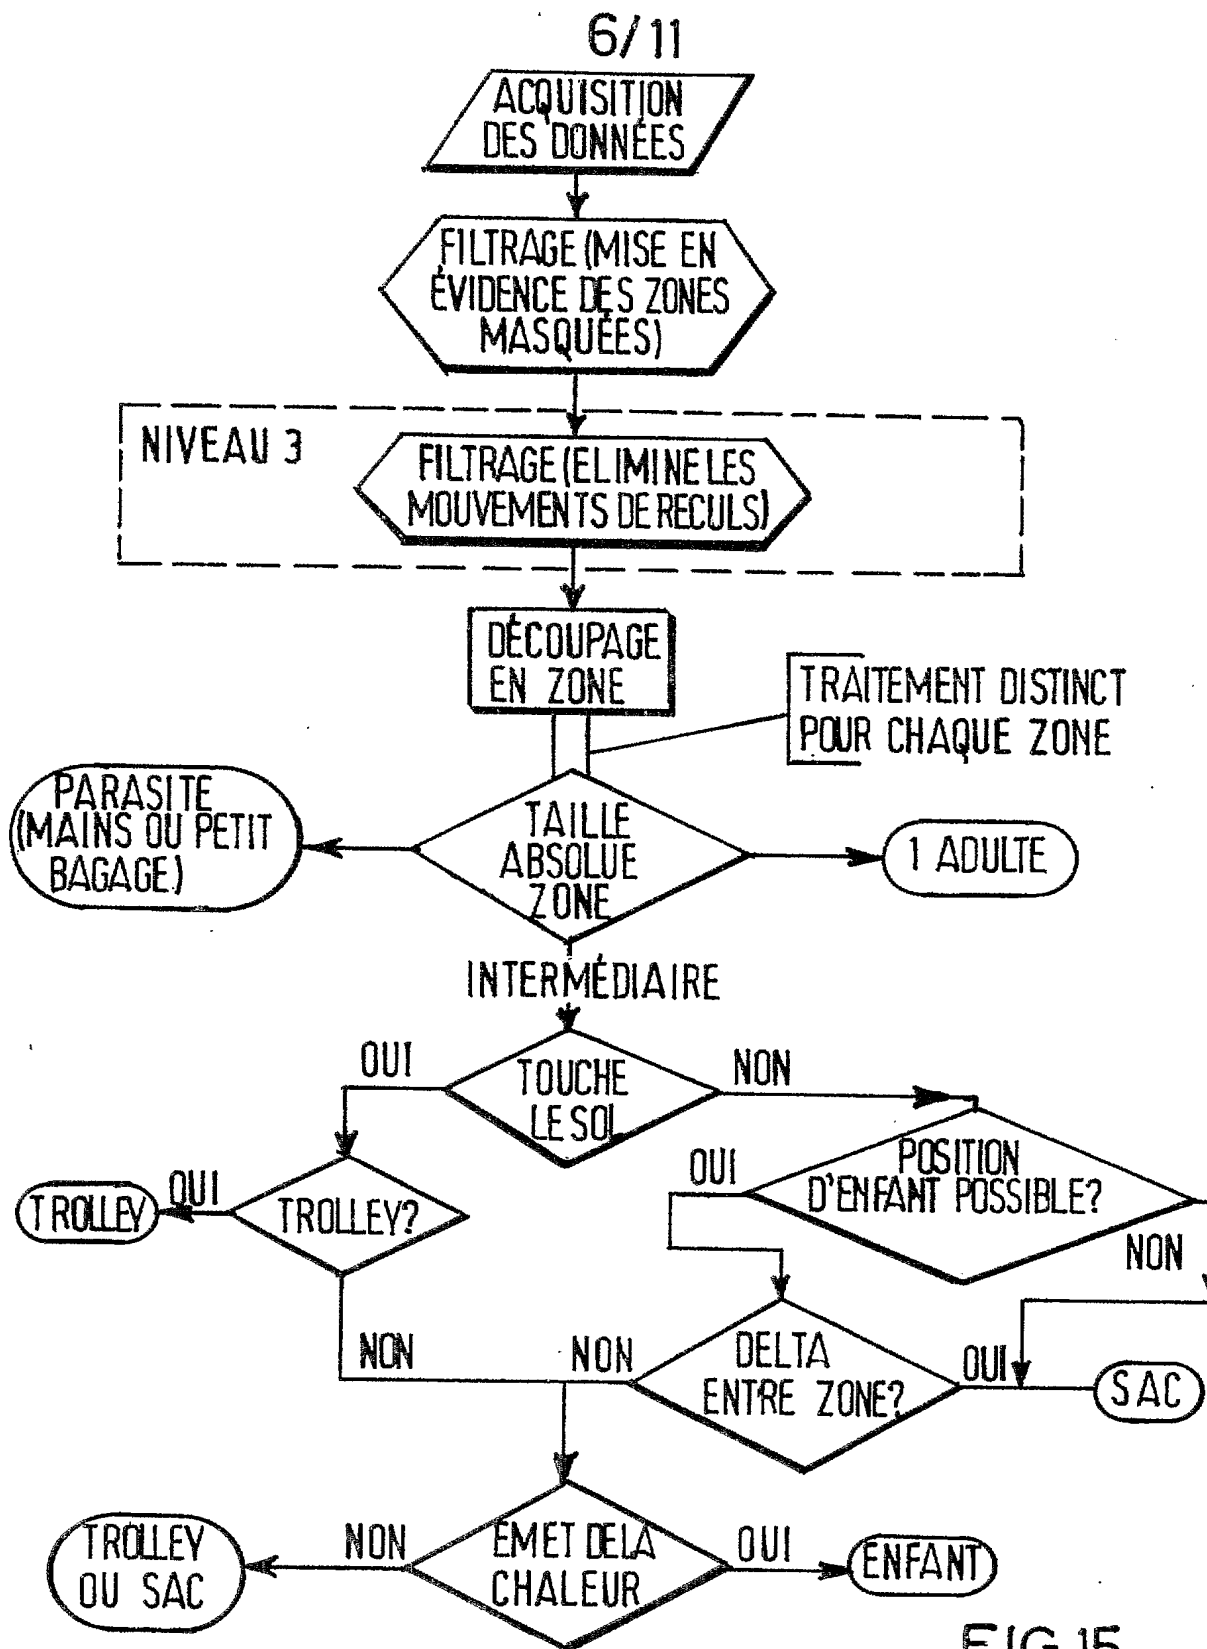 6/11
ACQUISITION
DES DONNÉES
FILTRAGE (MISE EN
ÉVIDENCE DES ZONES
MASQUÉES)
NIVEAU 3
FILTRAGE (ELIMINE LES
MOUVEMENTS DE RECULS)
DÉCOUPAGE
EN ZONE
TRAITEMENT DISTINCT
POUR CHAQUE ZONE
PARASITE
(MAINS OU PETIT
BAGAGE)
TAILLE
ABSOLUE
ZONE
1 ADULTE
INTERMÉDIAIRE
OUI
TOUCHE
LE SOL
NON
OUI
POSITION
D'ENFANT POSSIBLE?
NON
TROLLEY
OUI
TROLLEY?
NON
NON
DELTA
ENTRE ZONE?
OUI
SAC
TROLLEY
OU SAC
NON
EMET DE LA
CHALEUR
OUI
ENFANT
FIG.15